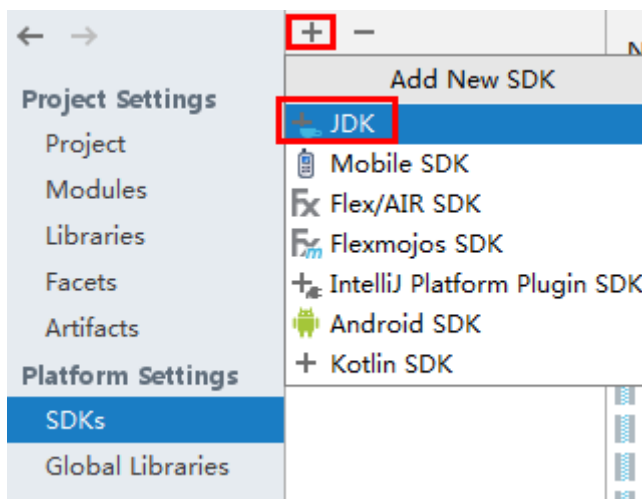 Project Settings
Project
Modules
Libraries
Facets
Artifacts
Platform Settings
SDKs
Global Libraries
Add New SDK
JDK
Mobile SDK
Flex/AIR SDK
Flexmojos SDK
IntelliJ Platform Plugin SDK
Android SDK
Kotlin SDK